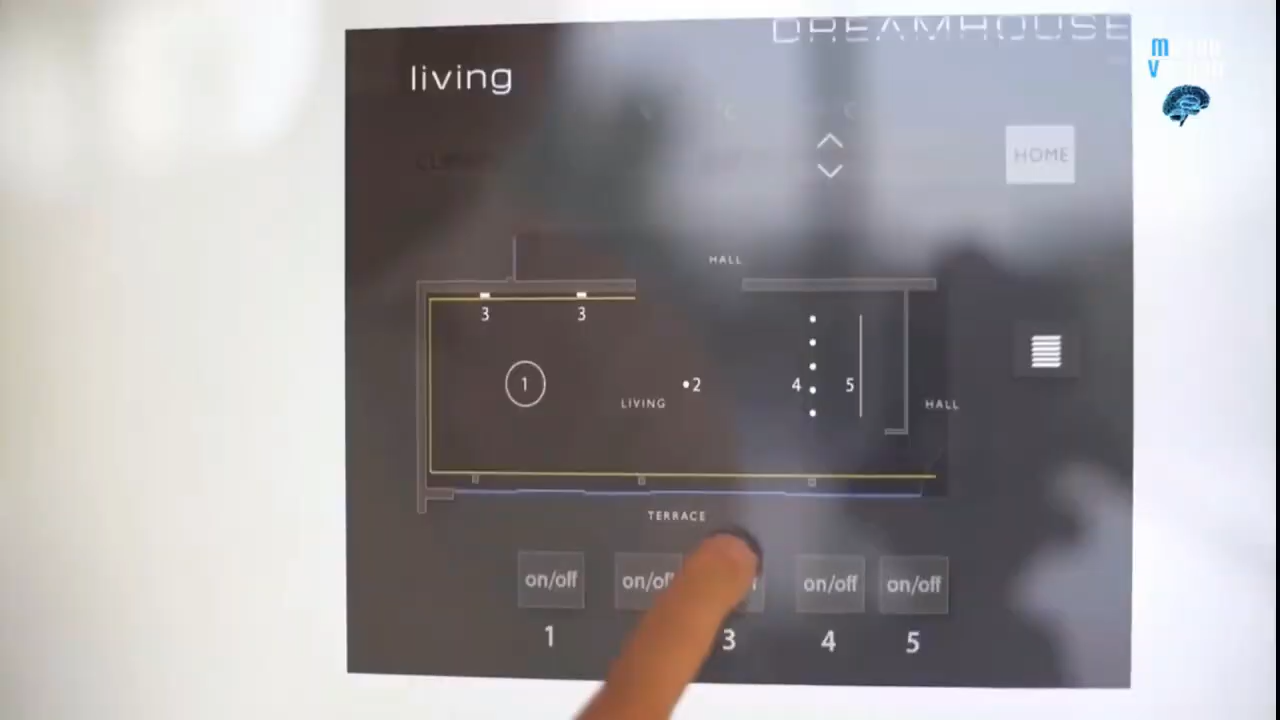 DREAMHOUSE
living
HOME
HALL
3 3
1 2 4 5
LIVING
HALL
TERRACE
on/off on/off on/off on/off
1 3 4 5